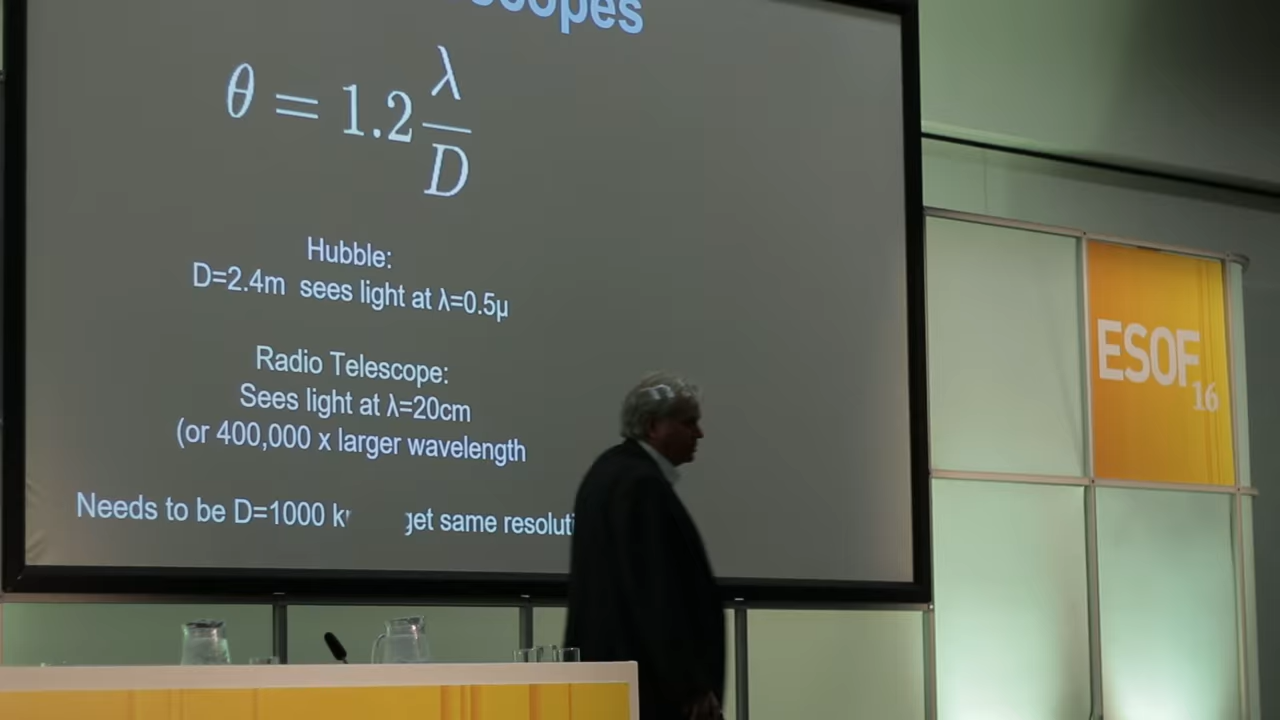 θ = 1.2 λ/D
Hubble:
D=2.4m sees light at λ=0.5μ
Radio Telescope:
Sees light at λ=20cm
(or 400,000 x larger wavelength
Needs to be D=1000 get same
ESOF
16